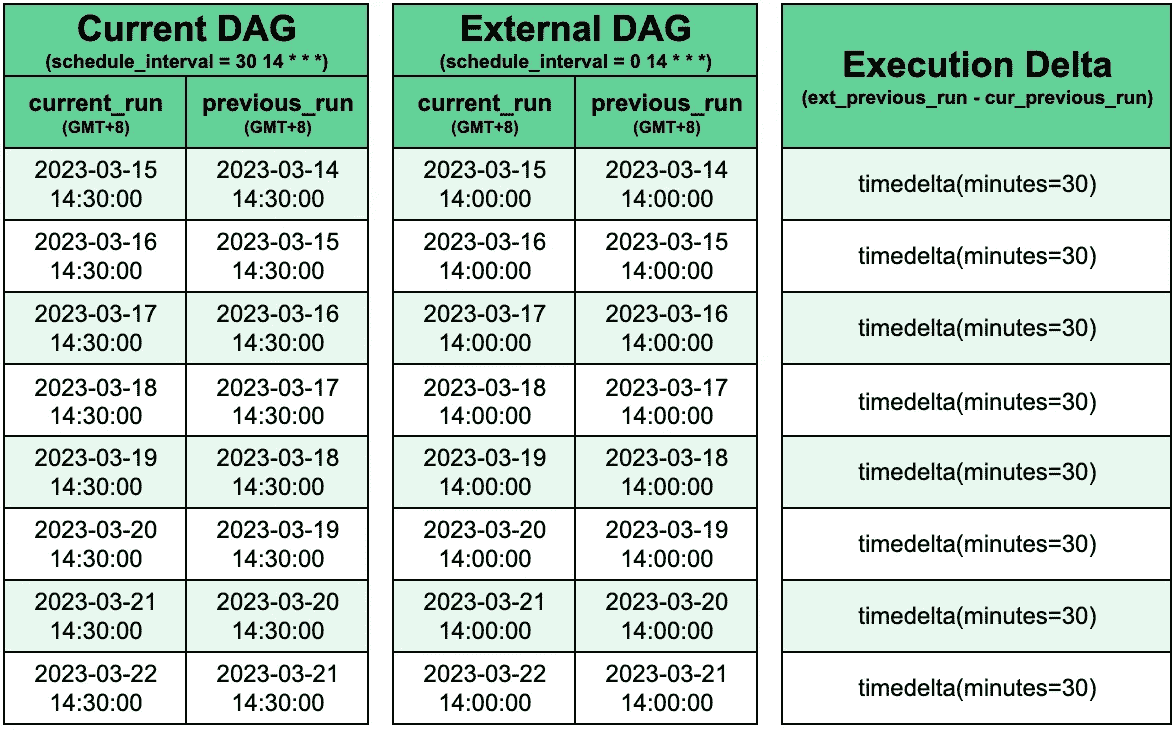 Current DAG
(schedule_interval = 30 14 * * *)
current_run
(GMT+8)
previous_run
(GMT+8)
2023-03-15
14:30:00
2023-03-14
14:30:00
2023-03-16
14:30:00
2023-03-15
14:30:00
2023-03-17
14:30:00
2023-03-16
14:30:00
2023-03-18
14:30:00
2023-03-17
14:30:00
2023-03-19
14:30:00
2023-03-18
14:30:00
2023-03-20
14:30:00
2023-03-19
14:30:00
2023-03-21
14:30:00
2023-03-20
14:30:00
2023-03-22
14:30:00
2023-03-21
14:30:00
External DAG
(schedule_interval = 0 14 * * *)
current_run
(GMT+8)
previous_run
(GMT+8)
2023-03-15
14:00:00
2023-03-14
14:00:00
2023-03-16
14:00:00
2023-03-15
14:00:00
2023-03-17
14:00:00
2023-03-16
14:00:00
2023-03-18
14:00:00
2023-03-17
14:00:00
2023-03-19
14:00:00
2023-03-18
14:00:00
2023-03-20
14:00:00
2023-03-19
14:00:00
2023-03-21
14:00:00
2023-03-20
14:00:00
2023-03-22
14:00:00
2023-03-21
14:00:00
Execution Delta
(ext_previous_run - cur_previous_run)
timedelta(minutes=30)
timedelta(minutes=30)
timedelta(minutes=30)
timedelta(minutes=30)
timedelta(minutes=30)
timedelta(minutes=30)
timedelta(minutes=30)
timedelta(minutes=30)